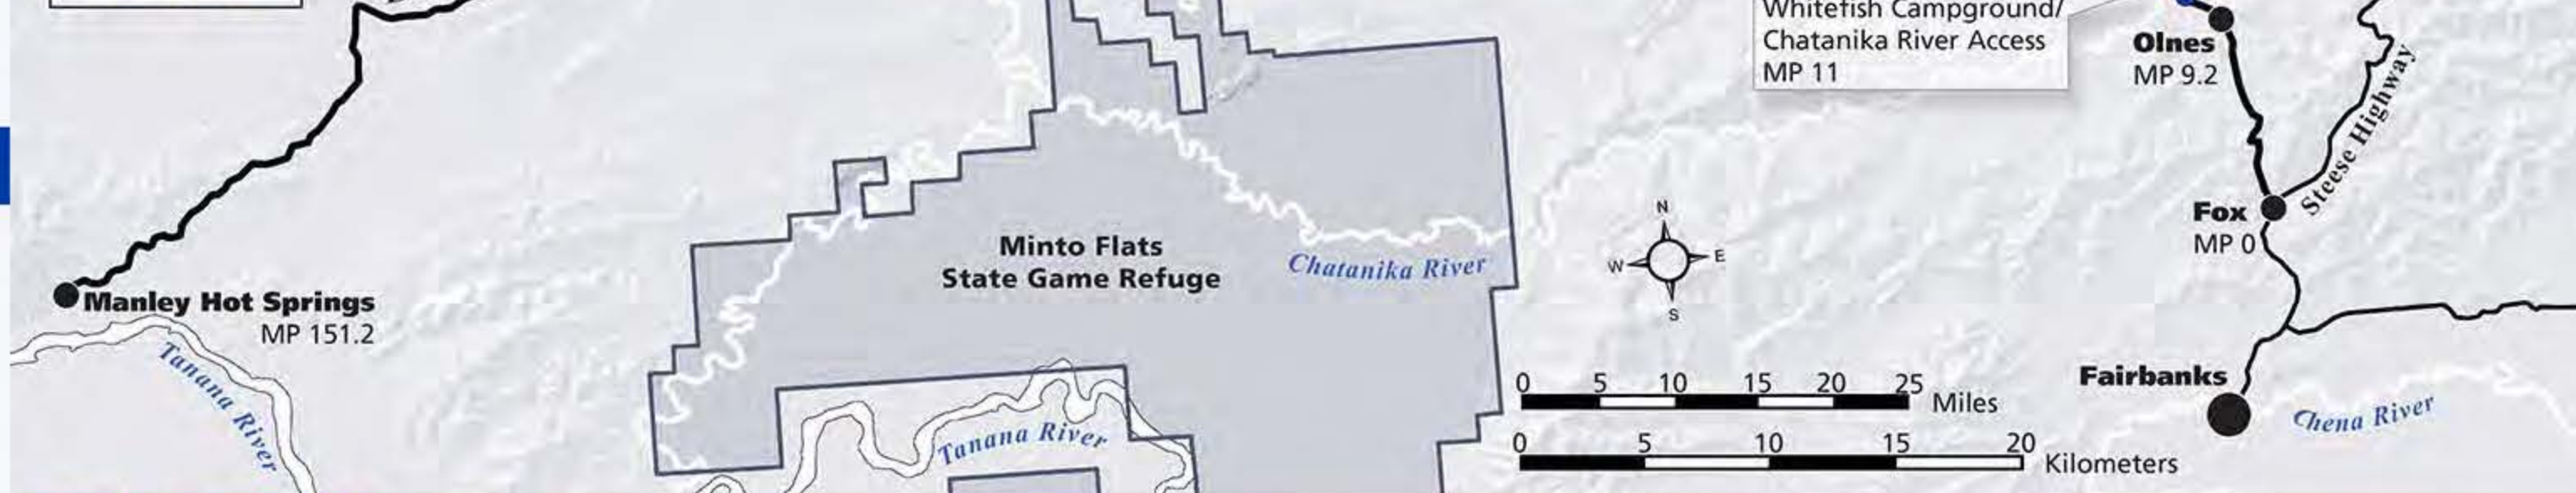 Whitefish Campground/
Chatanika River Access
MP 11
Olnes
MP 9.2
Steese Highway
Fox
MP 0
Minto Flats
State Game Refuge
Chatanika River
N
W
E
S
Manley Hot Springs
MP 151.2
Tanana River
Tanana River
0 5 10 15 20 25
Miles
0 5 10 15 20
Kilometers
Fairbanks
Chena River